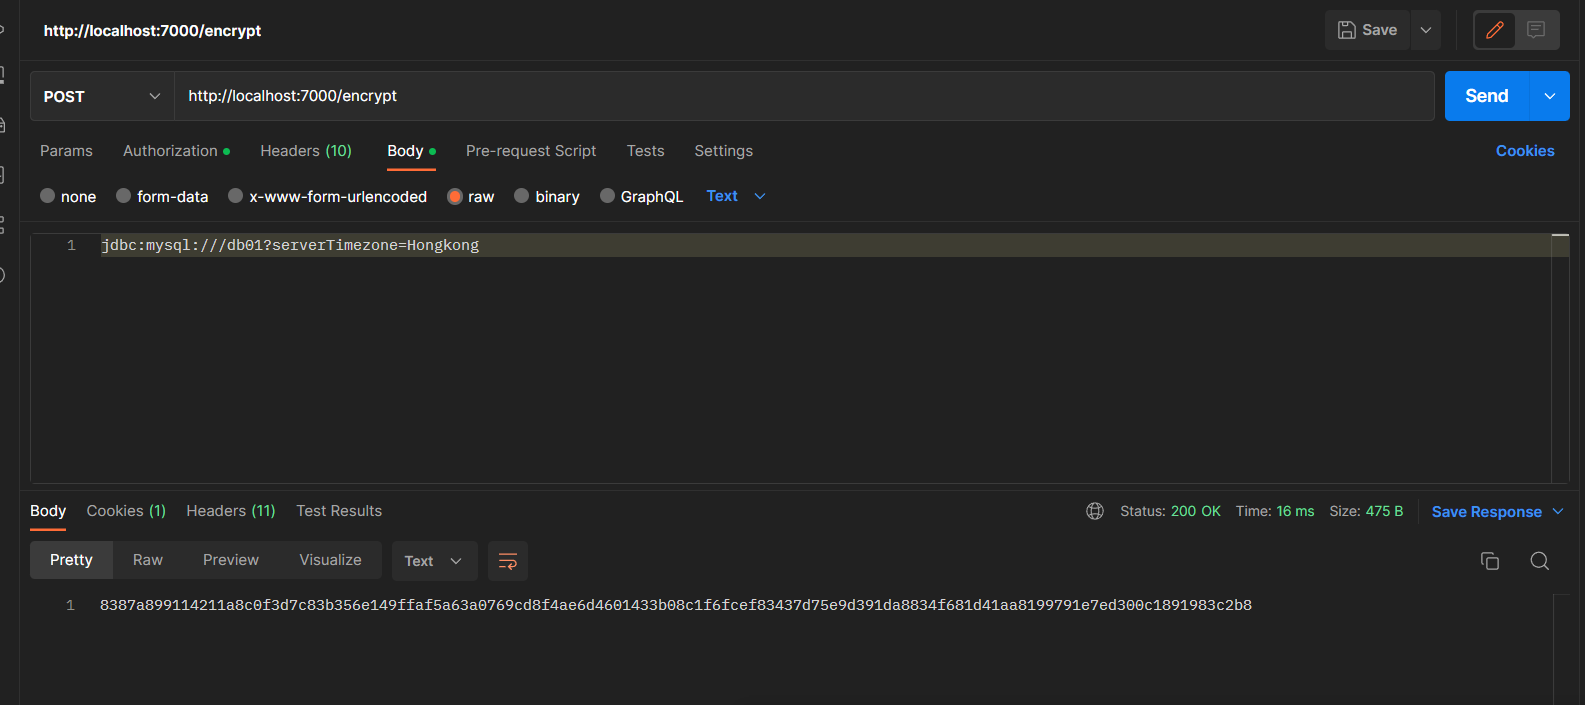 http://localhost:7000/encrypt
Save
POST
http://localhost:7000/encrypt
Send
Params Authorization Headers (10) Body Pre-request Script Tests Settings Cookies
none form-data x-www-form-urlencoded raw binary GraphQL Text
1 jdbc:mysql:///db01?serverTimezone=Hongkong
Body Cookies (1) Headers (11) Test Results Status: 200 OK Time: 16 ms Size: 475 B Save Response
Pretty Raw Preview Visualize Text
1 8387a899114211a8c0f3d7c83b356e149ffaf5a63a0769cd8f4ae6d4601433b08c1f6fcef83437d75e9d391da8834f681d41aa8199791e7ed300c1891983c2b8